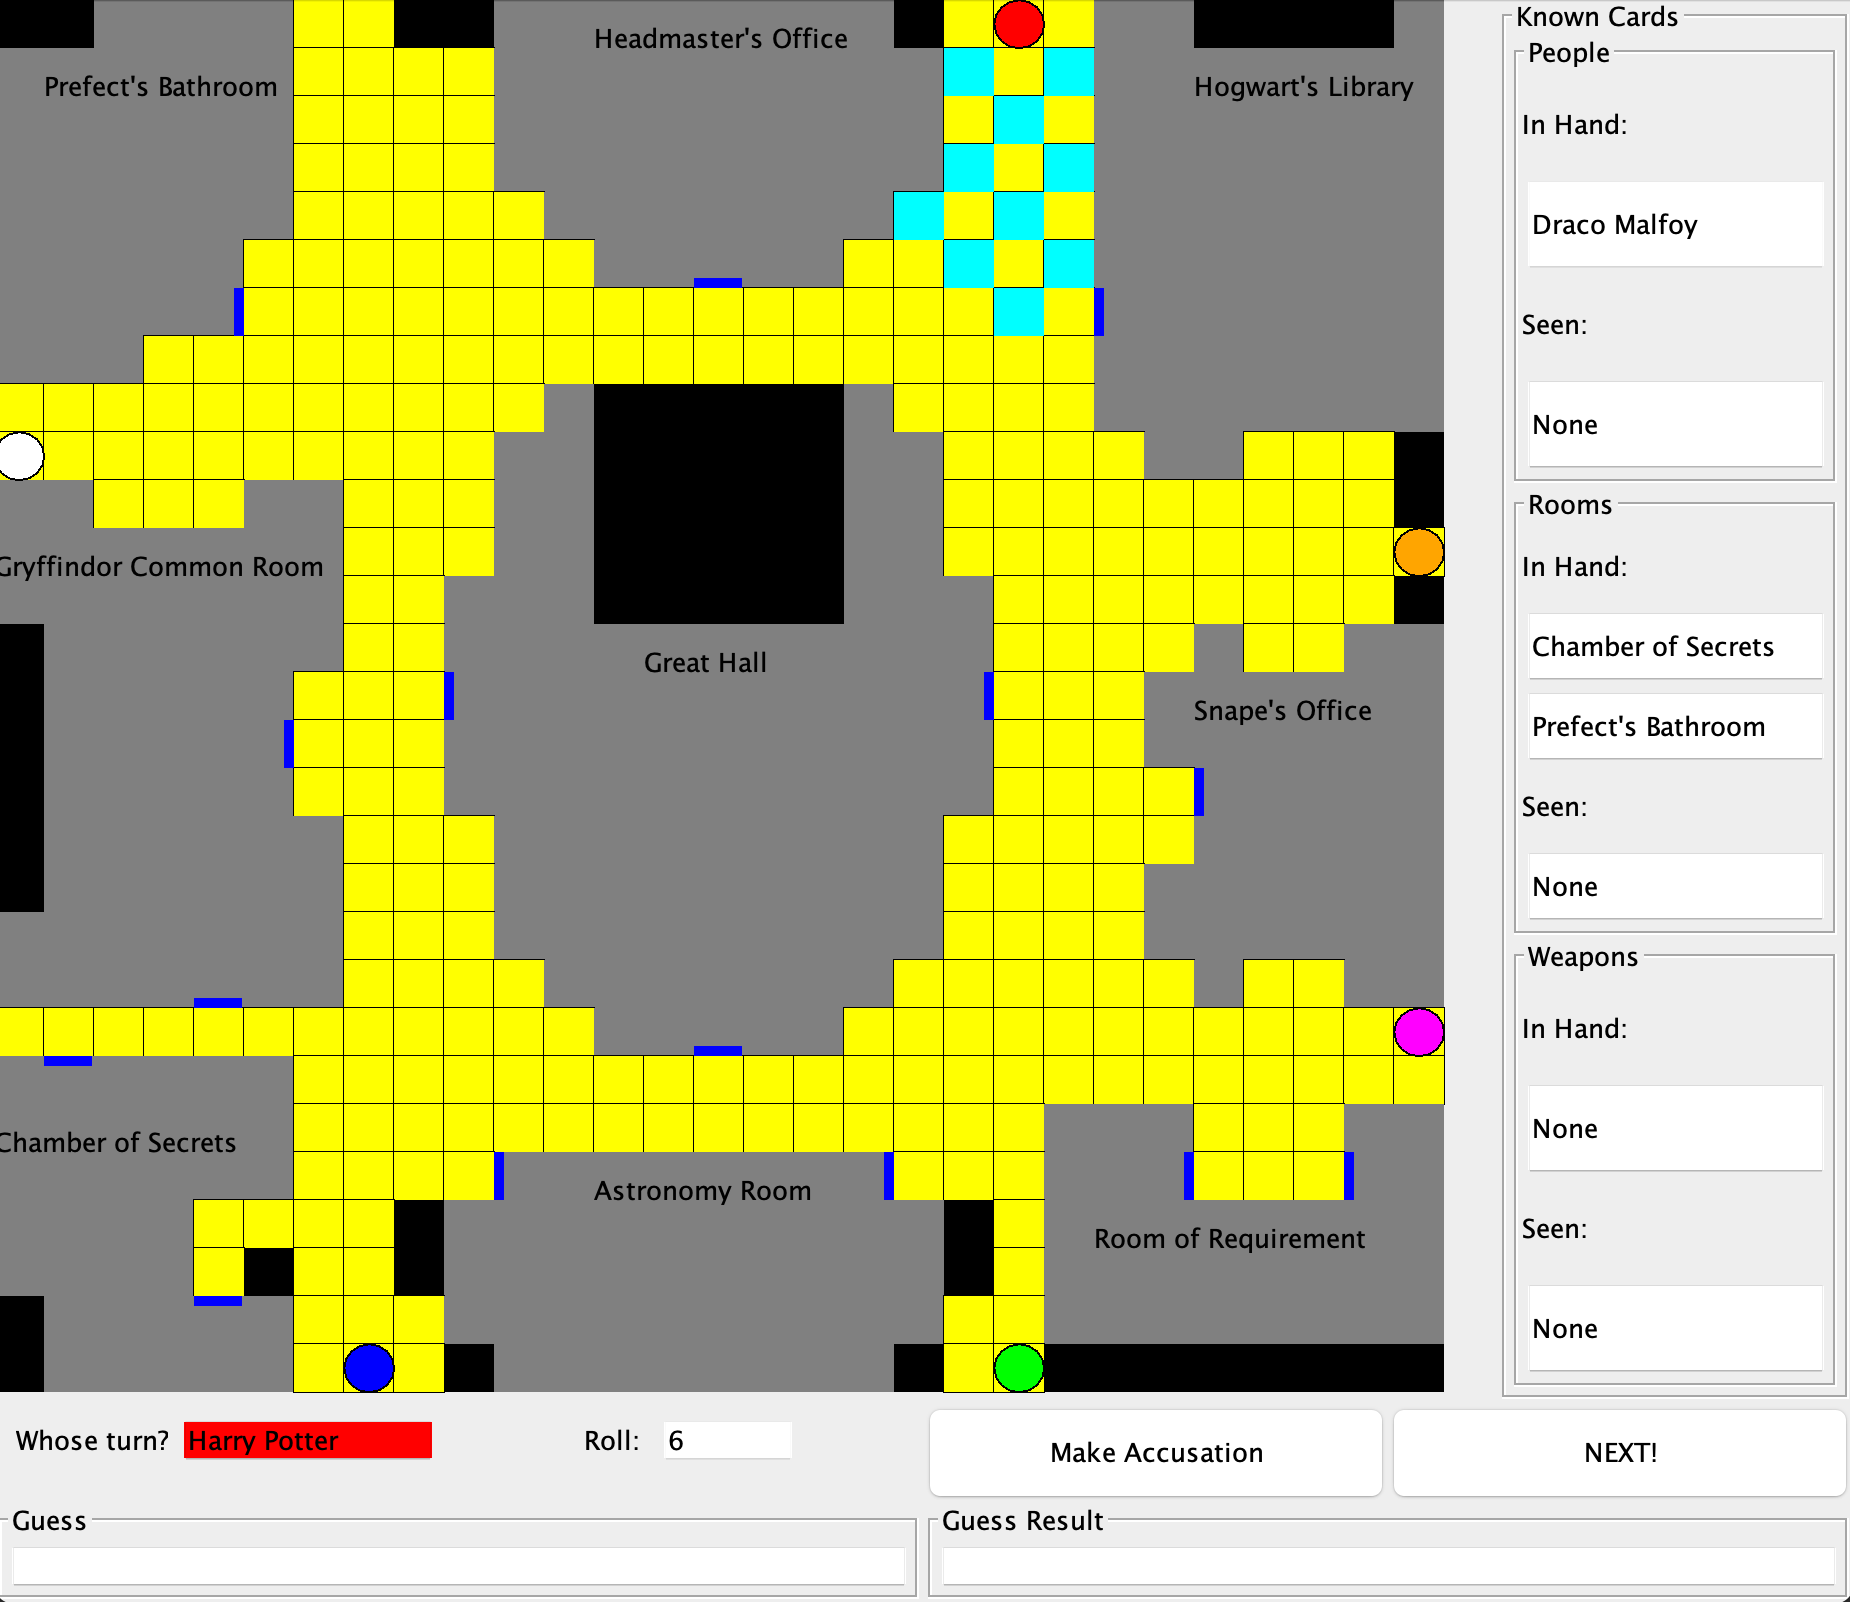 Headmaster's Office
Prefect's Bathroom
Hogwart's Library
Gryffindor Common Room
Great Hall
Snape's Office
Chamber of Secrets
Astronomy Room
Room of Requirement
Known Cards
People
In Hand:
Draco Malfoy
Seen:
None
Rooms
In Hand:
Chamber of Secrets
Prefect's Bathroom
Seen:
None
Weapons
In Hand:
None
Seen:
None
Whose turn? Harry Potter Roll: 6 Make Accusation NEXT!
Guess
Guess Result